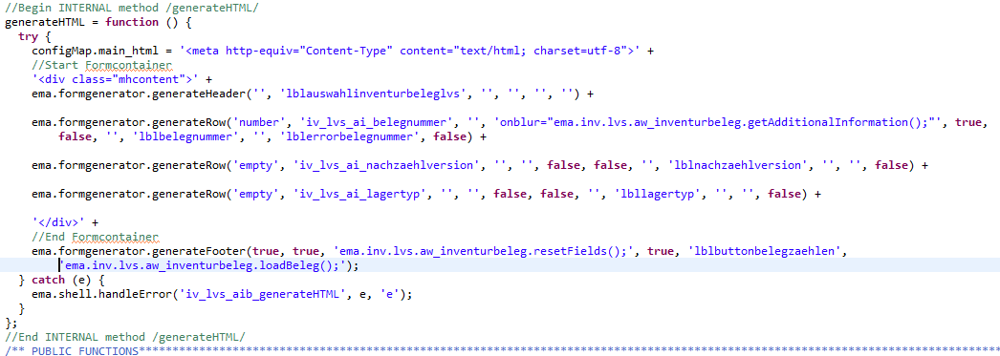 //Begin INTERNAL method /generateHTML/
generateHTML = function () {
try {
configMap.main_html = '<meta http-equiv="Content-Type" content="text/html; charset=utf-8">' +
//Start Formcontainer
'<div class="mhcontent">' +
ema.formgenerator.generateHeader('', 'lblauswahlinventurbeleglvs', '', '', '', '') +
ema.formgenerator.generateRow('number', 'iv_lvs_ai_belegnummer', '', 'onblur="ema.inv.lvs.aw_inventurbeleg.getAdditionalInformation();"', true,
false, '', 'lblbelegnummer', '', 'lblerrorbelegnummer', false) +
ema.formgenerator.generateRow('empty', 'iv_lvs_ai_nachzaehlversion', '', '', false, false, '', 'lblnachzaehlversion', '', '', false) +
ema.formgenerator.generateRow('empty', 'iv_lvs_ai_lagertyp', '', '', false, false, '', 'lbllagertyp', '', '', false) +
'</div>' +
//End Formcontainer
ema.formgenerator.generateFooter(true, true, 'ema.inv.lvs.aw_inventurbeleg.resetFields();', true, 'lblbuttonbelegzaehlen',
'ema.inv.lvs.aw_inventurbeleg.loadBeleg();');
} catch (e) {
ema.shell.handleError('iv_lvs_aib_generateHTML', e, 'e');
}
};
//End INTERNAL method /generateHTML/
/** PUBLIC FUNCTIONS********************************************************************************************************************************